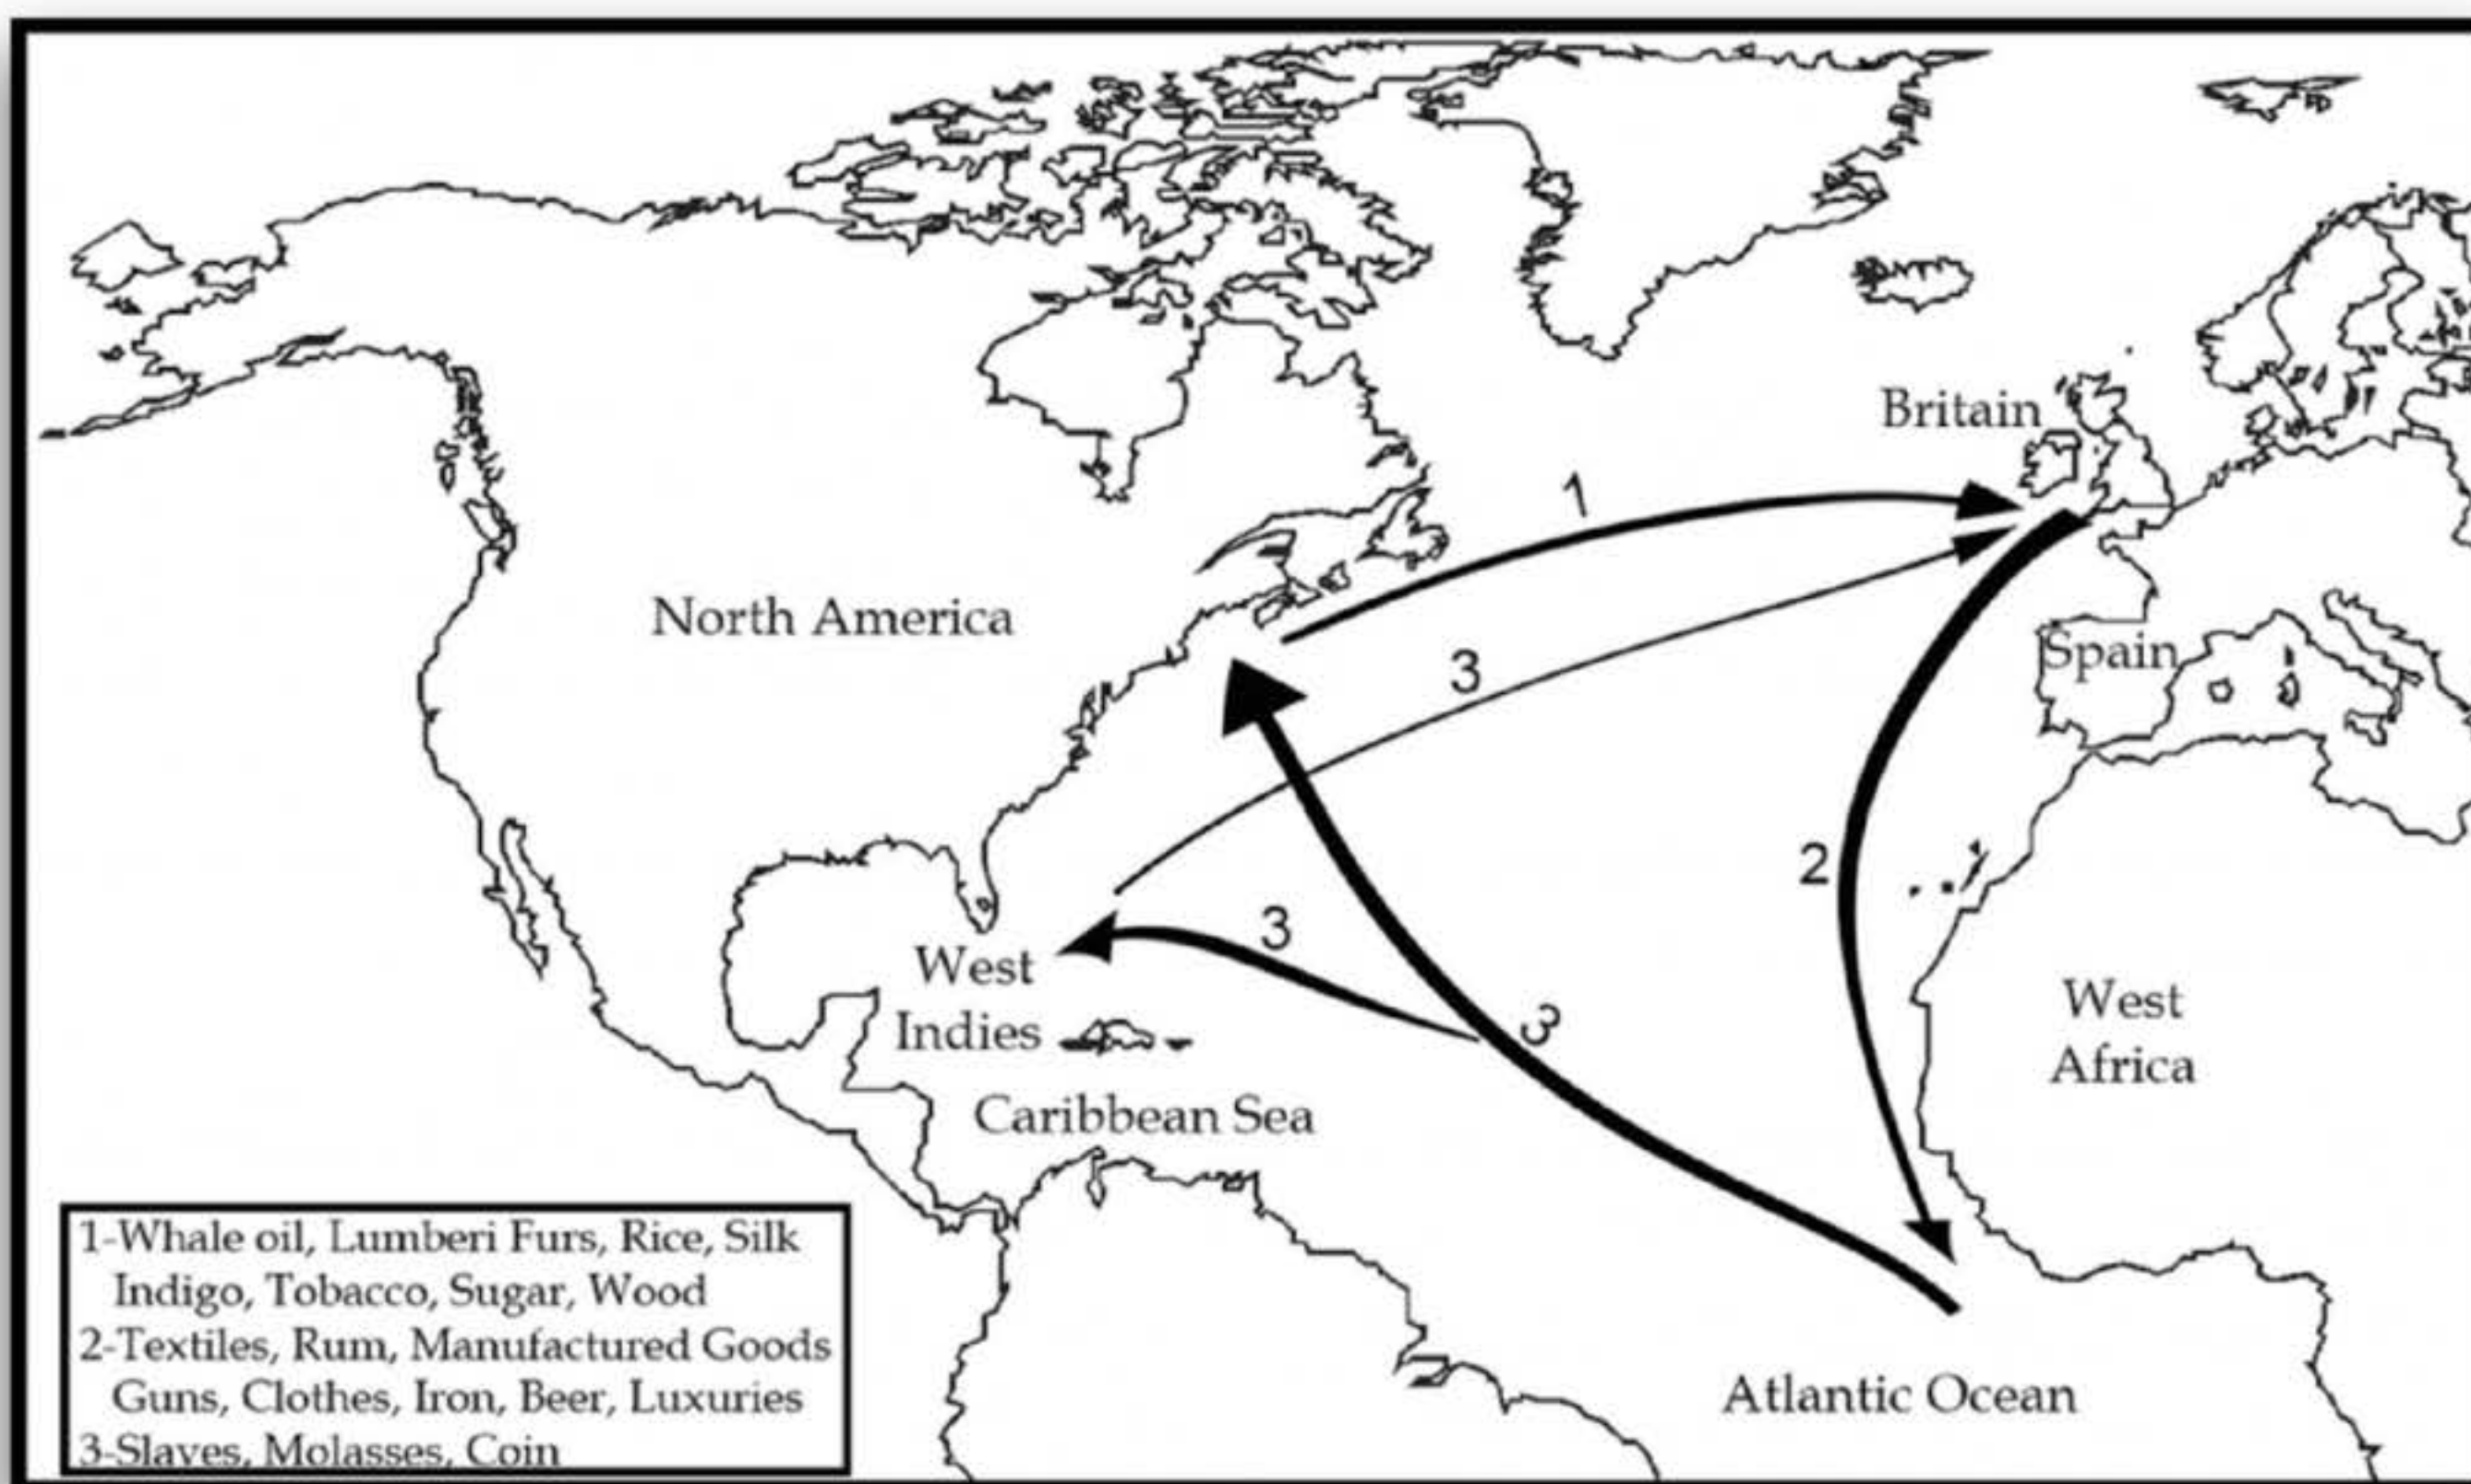 Britain
1
North America
3
Spain
2
3
West
Indies
3
West
Africa
Caribbean Sea
Atlantic Ocean
1-Whale oil, Lumberi Furs, Rice, Silk
Indigo, Tobacco, Sugar, Wood
2-Textiles, Rum, Manufactured Goods
Guns, Clothes, Iron, Beer, Luxuries
3-Slaves, Molasses, Coin